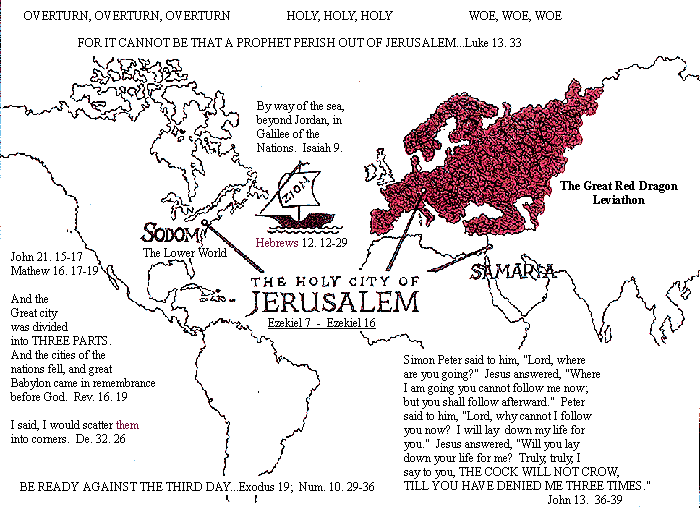 OVERTURN, OVERTURN, OVERTURN
HOLY, HOLY, HOLY
WOE, WOE, WOE
FOR IT CANNOT BE THAT A PROPHET PERISH OUT OF JERUSALEM...Luke 13. 33
By way of the sea,
beyond Jordan, in
Galilee of the
Nations. Isaiah 9.
ZION
The Great Red Dragon
Leviathon
SODOM
The Lower World
Hebrews 12. 12-29
SAMARIA
John 21. 15-17
Mathew 16. 17-19
THE HOLY CITY OF
JERUSALEM
Ezekiel 7 - Ezekiel 16
And the
Great city
was divided
into THREE PARTS.
And the cities of the
nations fell, and great
Babylon came in remembrance
before God. Rev. 16. 19
I said, I would scatter them
into corners. De. 32. 26
Simon Peter said to him, "Lord, where
are you going?" Jesus answered, "Where
I am going you cannot follow me now;
but you shall follow afterward." Peter
said to him, "Lord, why cannot I follow
you now? I will lay down my life for
you." Jesus answered, "Will you lay
down your life for me? Truly, truly, I
say to you, THE COCK WILL NOT CROW,
TILL YOU HAVE DENIED ME THREE TIMES."
John 13. 36-39
BE READY AGAINST THE THIRD DAY...Exodus 19; Num. 10. 29-36